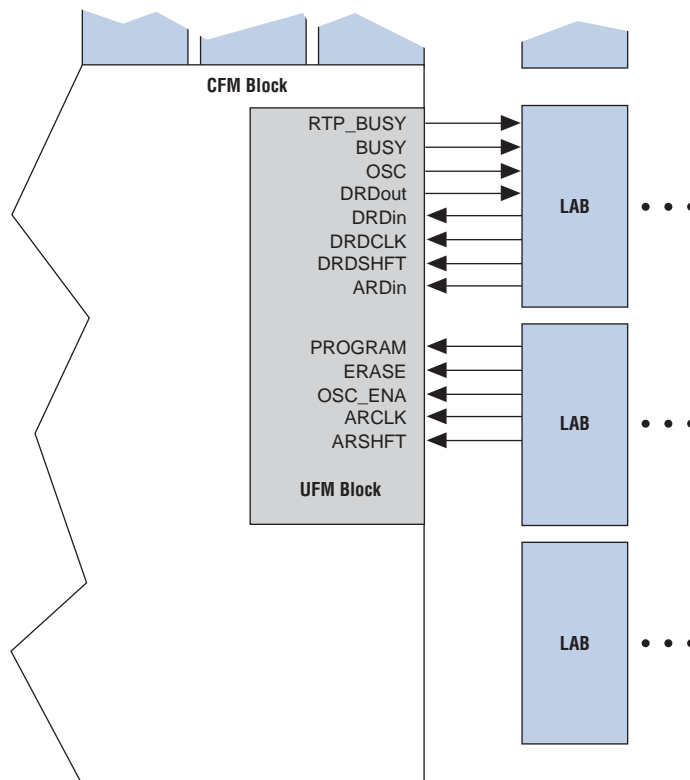 CFM Block
RTP_BUSY
BUSY
OSC
DRDout
DRDin
DRDCLK
DRDSHFT
ARDin
LAB
PROGRAM
ERASE
OSC_ENA
ARCLK
ARSHFT
LAB
UFM Block
LAB